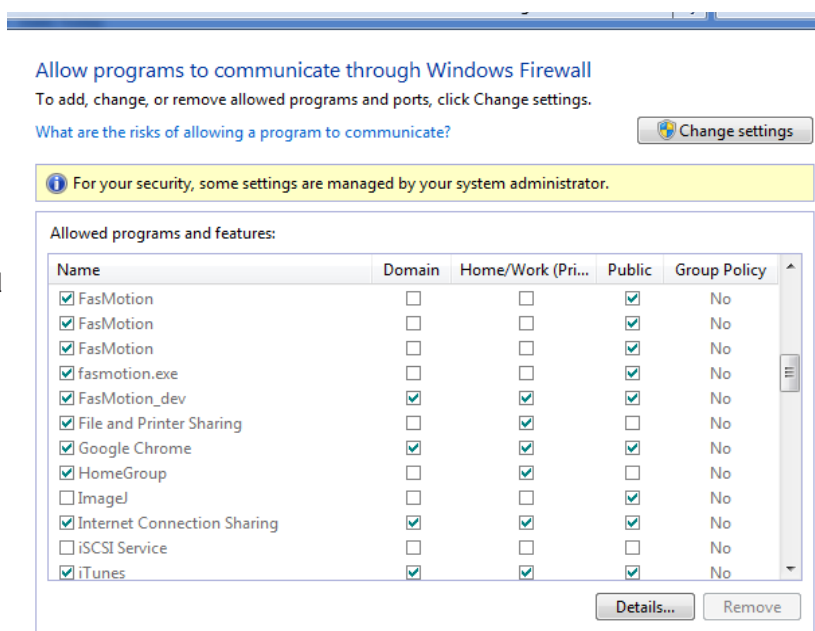 Allow programs to communicate through Windows Firewall
To add, change, or remove allowed programs and ports, click Change settings.
What are the risks of allowing a program to communicate? Change settings
For your security, some settings are managed by your system administrator.
Allowed programs and features:
Name Domain Home/Work (Pri... Public Group Policy
FasMotion No
FasMotion No
FasMotion No
fasmotion.exe No
FasMotion_dev No
File and Printer Sharing No
Google Chrome No
HomeGroup No
ImageJ No
Internet Connection Sharing No
iSCSI Service No
iTunes No
Details... Remove